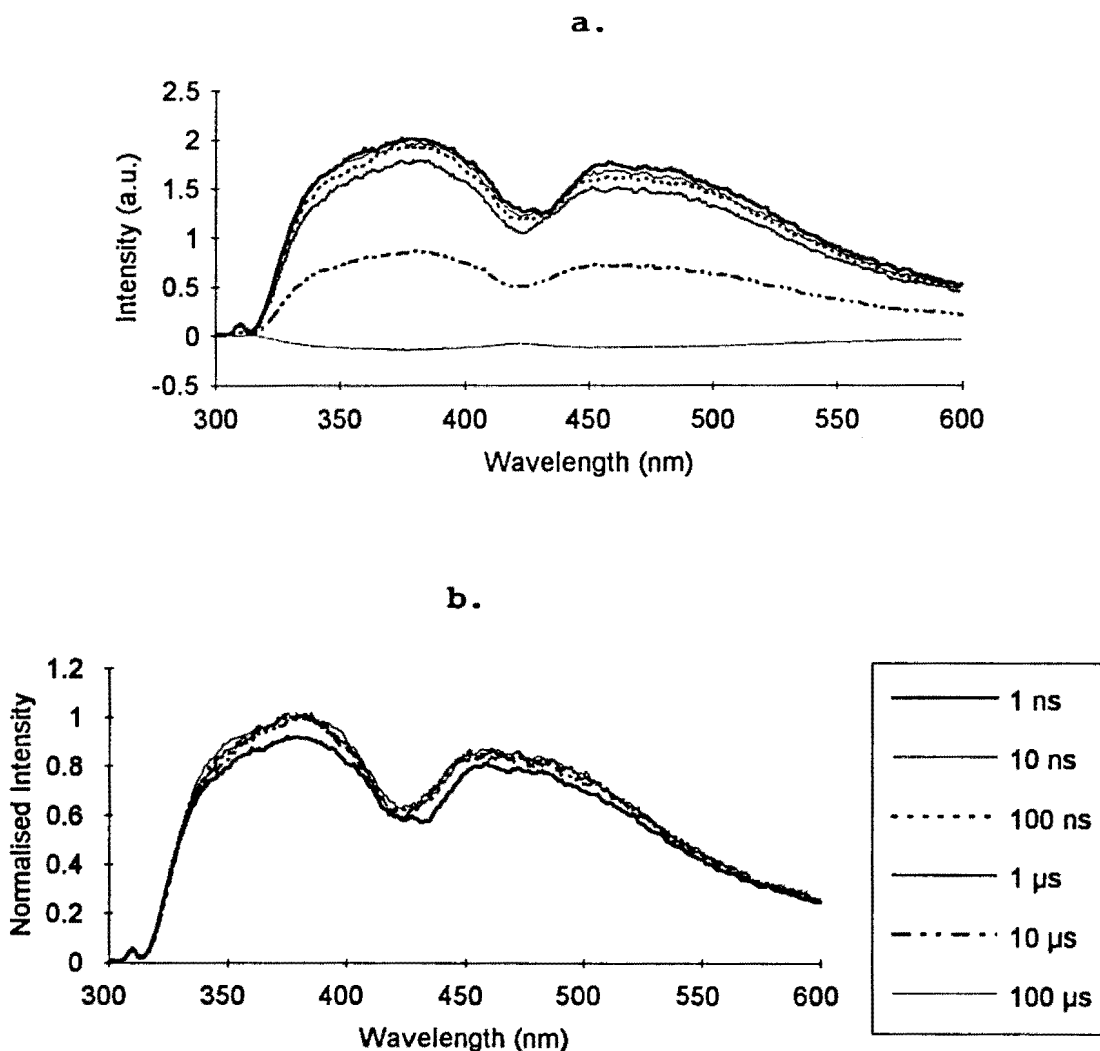 a.
Intensity (a.u.)
2.5
2
1.5
1
0.5
0
-0.5
300 350 400 450 500 550 600
Wavelength (nm)
b.
Normalised Intensity
1.2
1
0.8
0.6
0.4
0.2
0
300 350 400 450 500 550 600
Wavelength (nm)
1 ns
10 ns
100 ns
1 µs
10 µs
100 µs